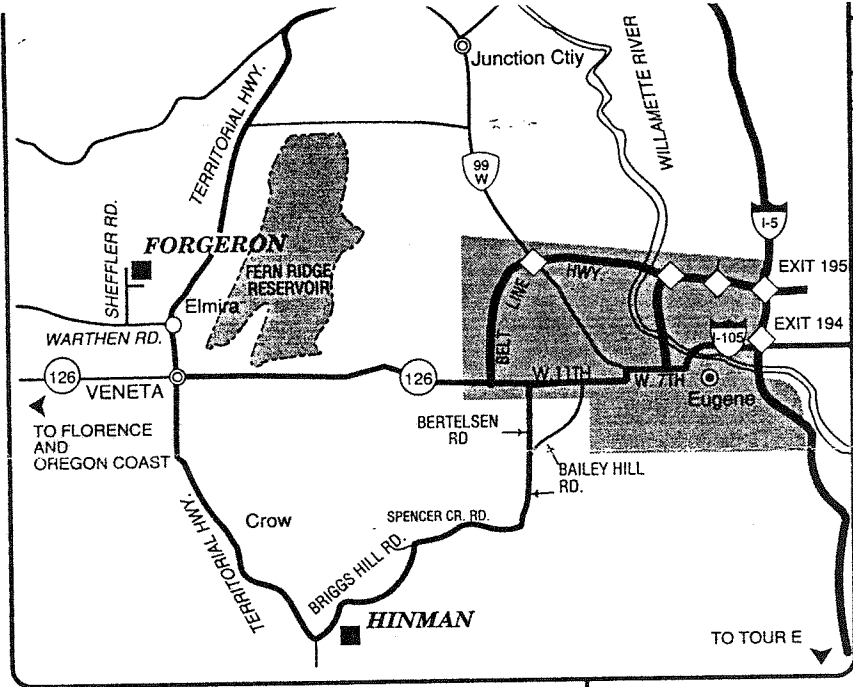 Junction Ctiy
WILLAMETTE RIVER
TERRITORIAL HWY.
99
W
I-5
SHEFFLER RD.
FORGERON
FERN RIDGE
RESERVOIR
HWY
LINE
BELT
EXIT 195
Elmira
WARTHEN RD.
I-105
EXIT 194
126
VENETA
126
W. 11TH
W. 7TH
Eugene
TO FLORENCE
AND
OREGON COAST
BERTELSEN
RD
BAILEY HILL
RD.
Crow
SPENCER CR. RD.
TERRITORIAL HWY.
BRIGGS HILL RD.
HINMAN
TO TOUR E